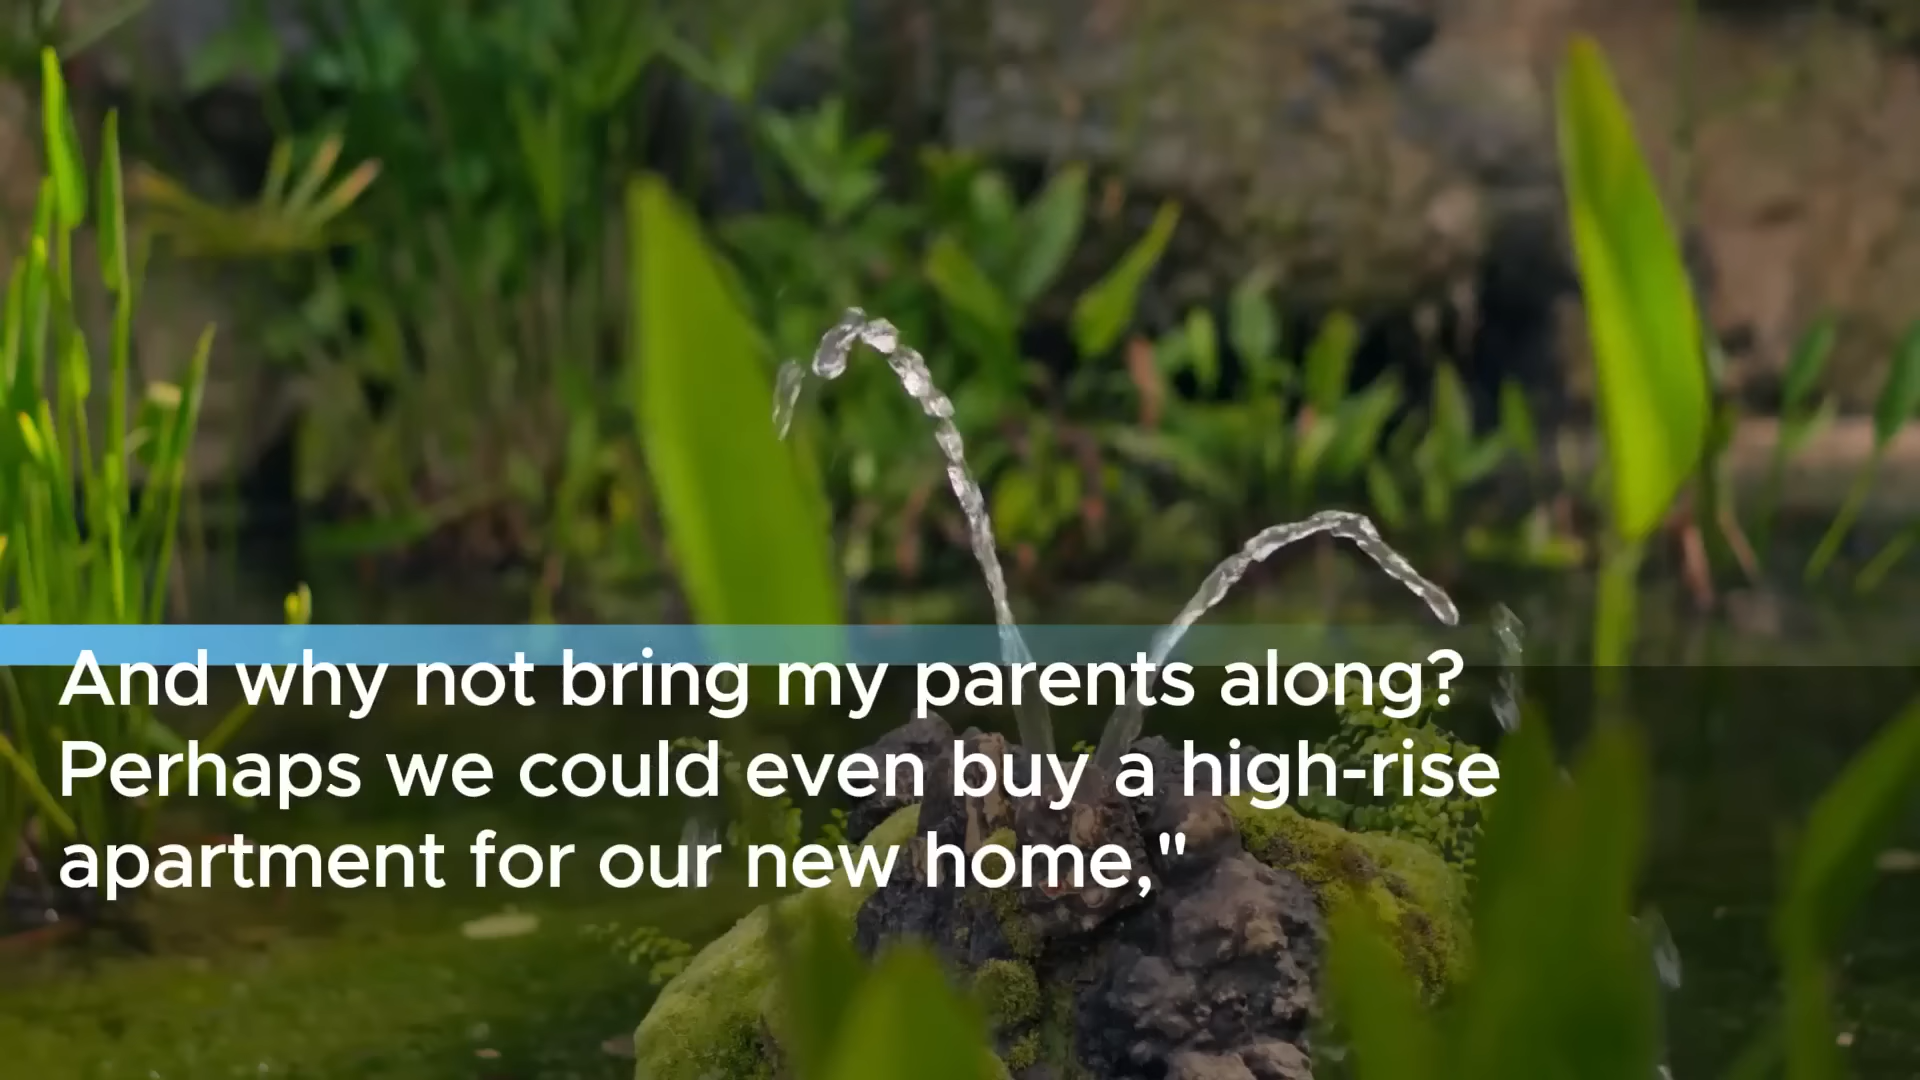 And why not bring my parents along?
Perhaps we could even buy a high-rise
apartment for our new home,"